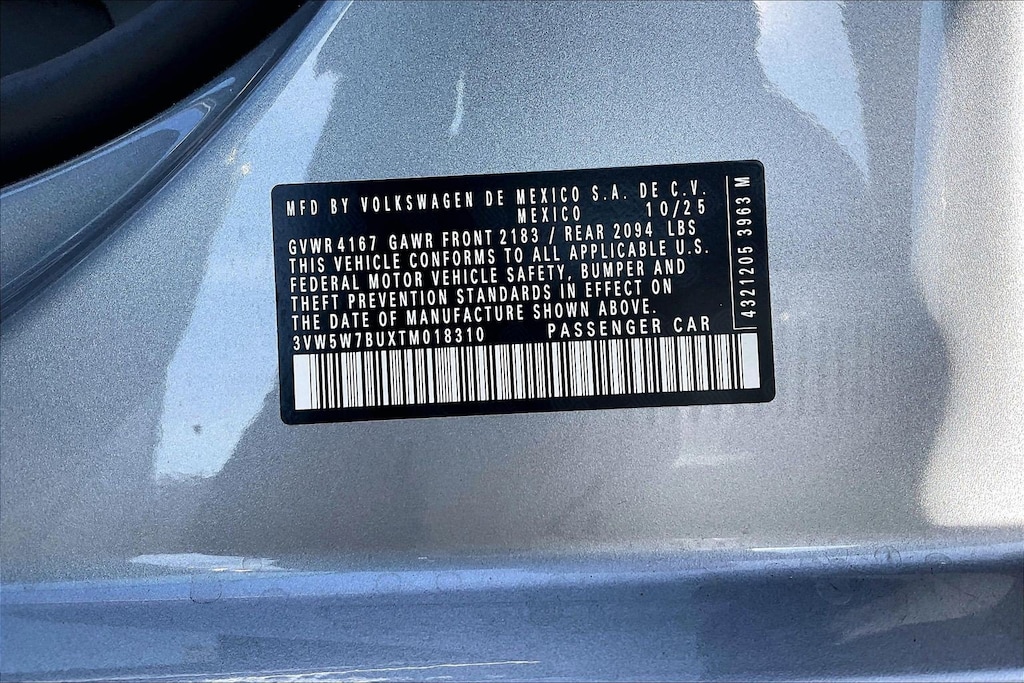 MFD BY VOLKSWAGEN DE MEXICO S.A. DE C.V.
MEXICO 10/25
GVWR 4167 GAWR FRONT 2183 / REAR 2094 LBS
THIS VEHICLE CONFORMS TO ALL APPLICABLE U.S.
FEDERAL MOTOR VEHICLE SAFETY, BUMPER AND
THEFT PREVENTION STANDARDS IN EFFECT ON
THE DATE OF MANUFACTURE SHOWN ABOVE.
3VW5W7BUXTM018310 PASSENGER CAR
4321205 3963 M